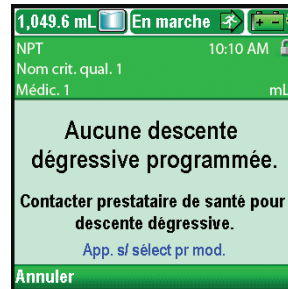 1,049.6 mL En marche
NPT 10:10 AM
Nom crit. qual. 1
Médic. 1 mL
Aucune descente
dégressive programmée.
Contacter prestataire de santé pour
descente dégressive.
App. s/ sélect pr mod.
Annuler